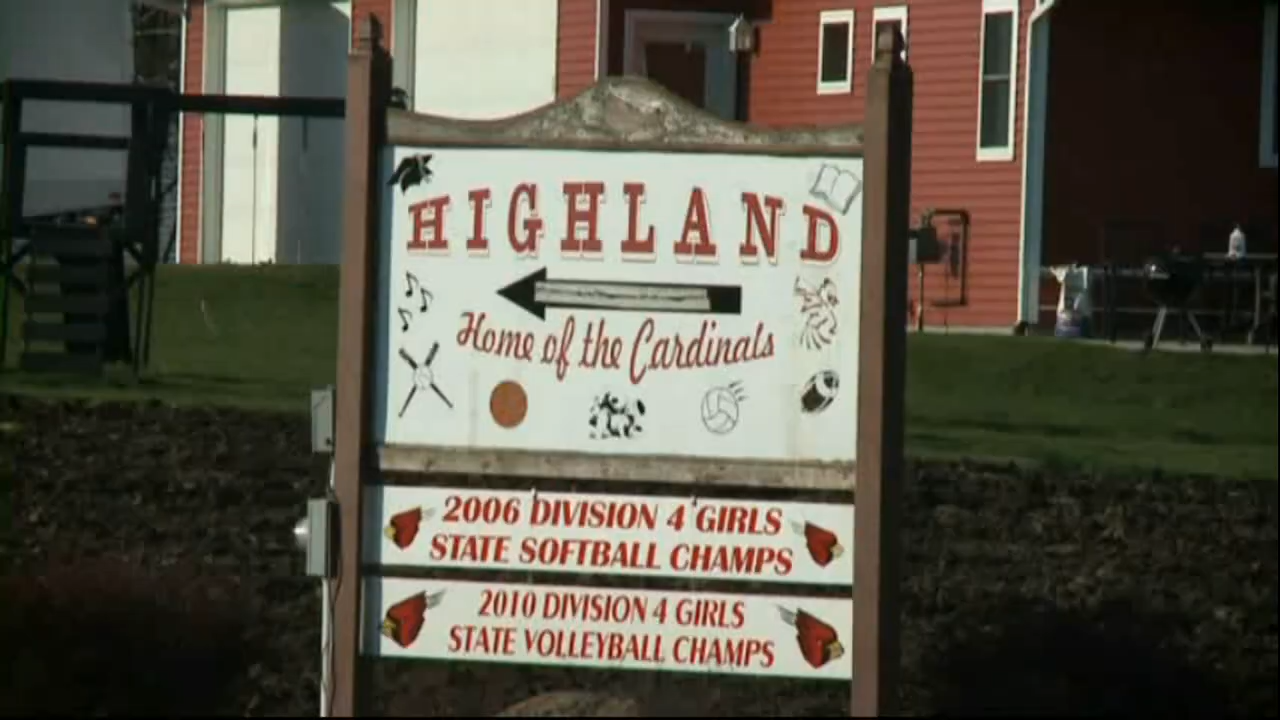 HIGHLAND
Home of the Cardinals
2006 DIVISION 4 GIRLS
STATE SOFTBALL CHAMPS
2010 DIVISION 4 GIRLS
STATE VOLLEYBALL CHAMPS